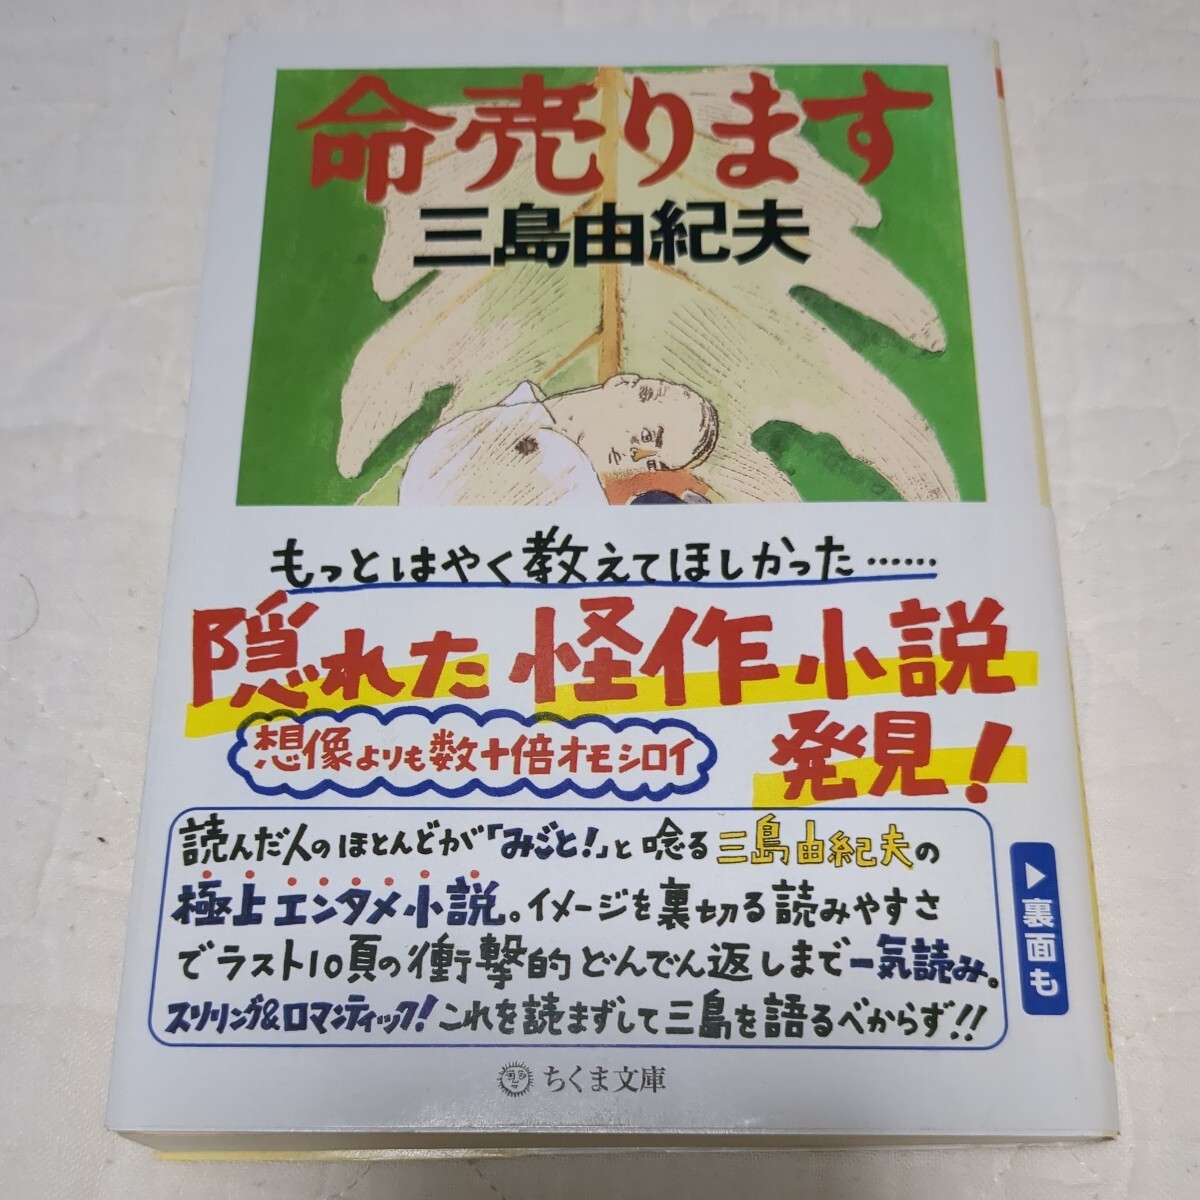 命売ります
三島由紀夫
もっとはやく教えてほしかった……
隠れた怪作小説
発見!
想像よりも数十倍オモシロイ
読んだ人のほとんどが「みごと!」と唸る三島由紀夫の
極上エンタメ小説。イメージを裏切る読みやすさ
でラスト10頁の衝撃的どんでん返しまで一気読み。
スリリング&ロマンティック!これを読まずして三島を語るべからず!!
▶裏面も
ちくま文庫